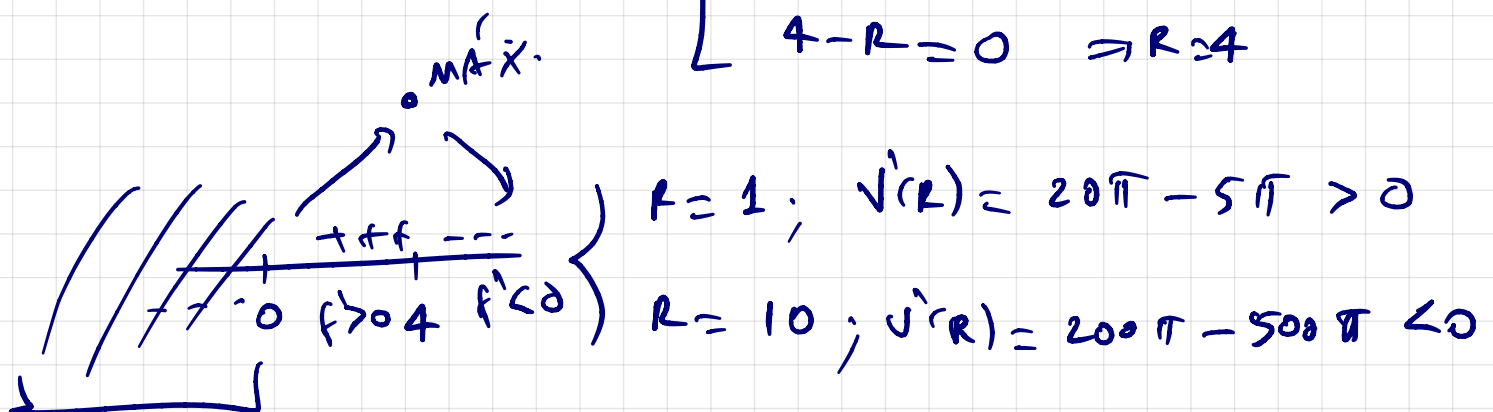 4 - R = 0 ⇒ R = 4
MÁX.
+ + + - - -
R = 1; V'(R) = 20π - 5π > 0
- - - 0 f'>0 4 f'<0
R = 10; V'(R) = 200π - 500π < 0